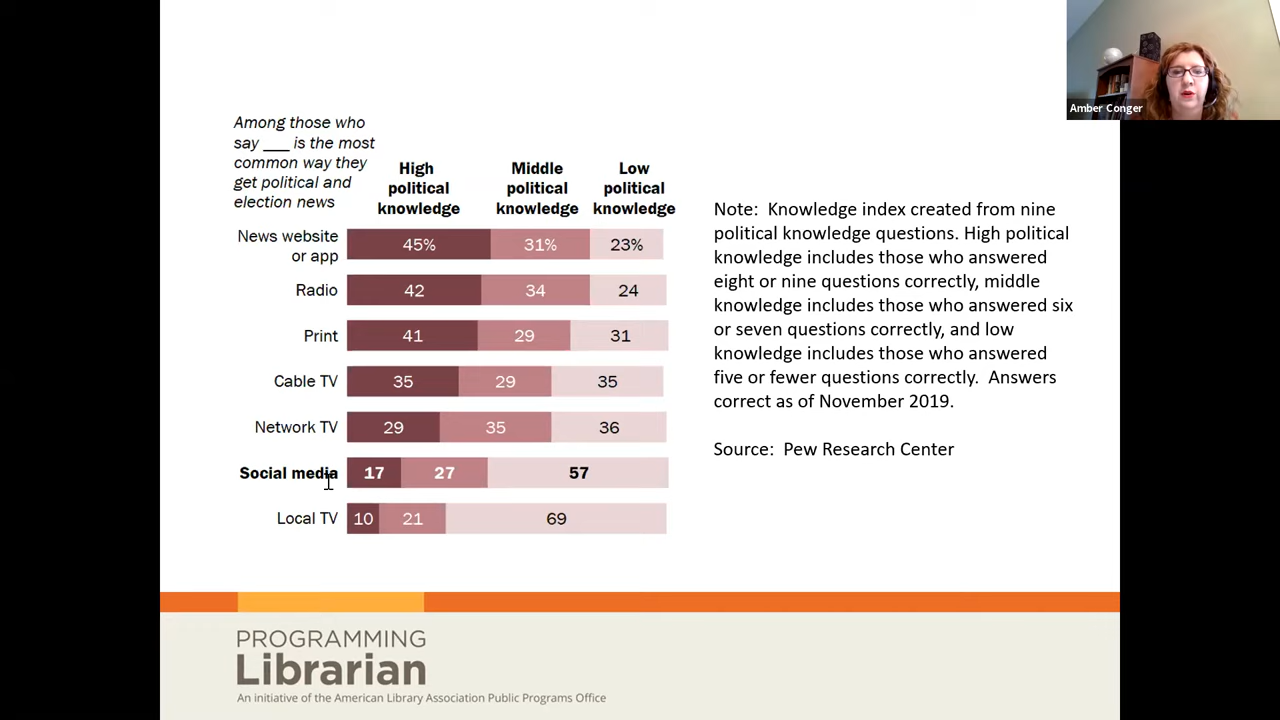 Amber Conger
Among those who
say ___ is the most
common way they
get political and
election news
High
political
knowledge
Middle
political
knowledge
Low
political
knowledge
News website
or app
45% 31% 23%
Radio 42 34 24
Print 41 29 31
Cable TV 35 29 35
Network TV 29 35 36
Social media 17 27 57
Local TV 10 21 69
Note: Knowledge index created from nine
political knowledge questions. High political
knowledge includes those who answered
eight or nine questions correctly, middle
knowledge includes those who answered six
or seven questions correctly, and low
knowledge includes those who answered
five or fewer questions correctly. Answers
correct as of November 2019.
Source: Pew Research Center
PROGRAMMING
Librarian
An initiative of the American Library Association Public Programs Office